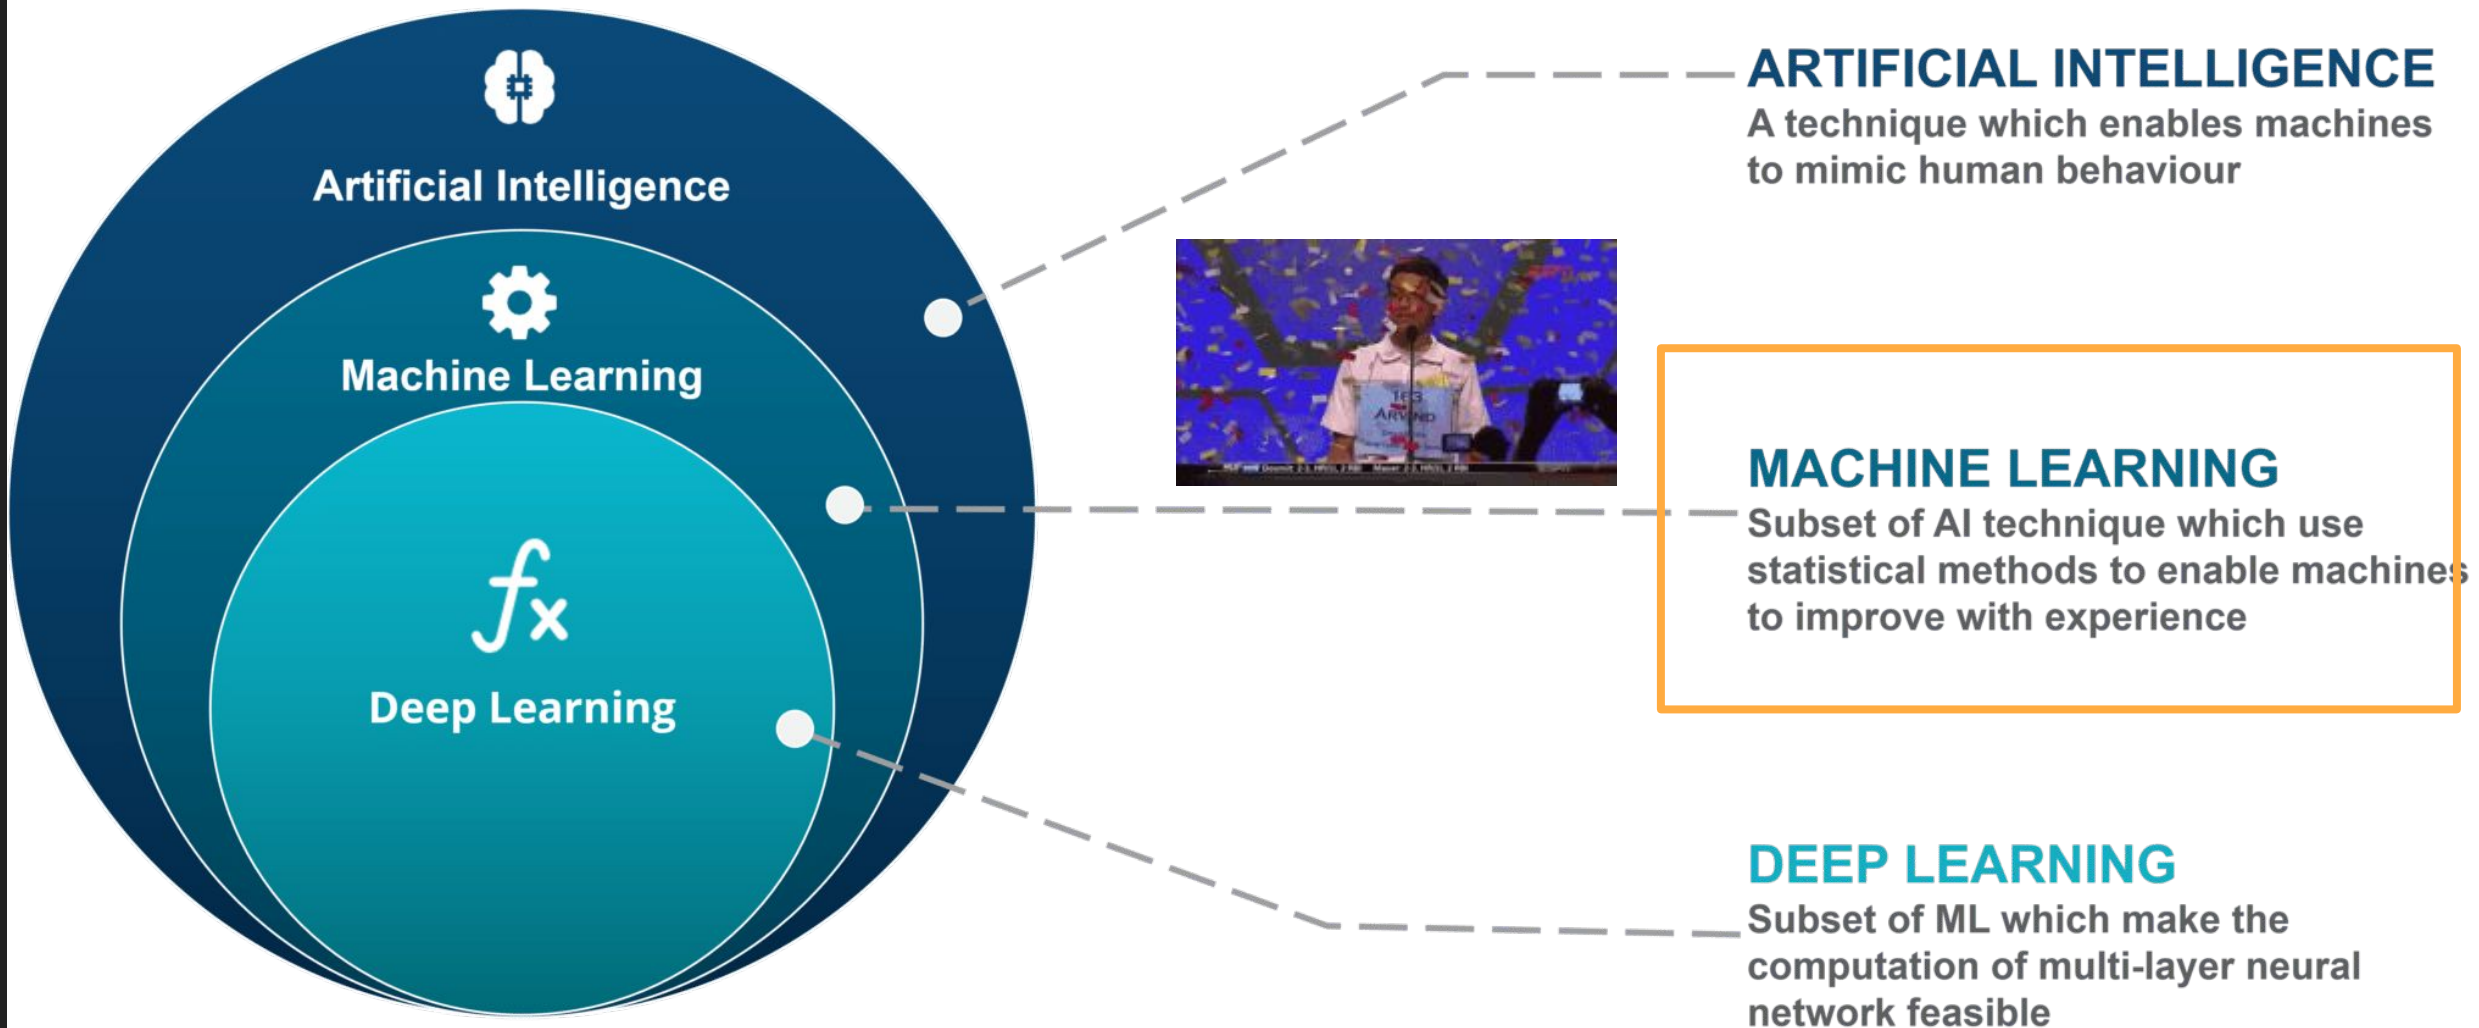 Artificial Intelligence
Machine Learning
Deep Learning
ARTIFICIAL INTELLIGENCE
A technique which enables machines
to mimic human behaviour
163
ARVIND
MACHINE LEARNING
Subset of AI technique which use
statistical methods to enable machines
to improve with experience
DEEP LEARNING
Subset of ML which make the
computation of multi-layer neural
network feasible